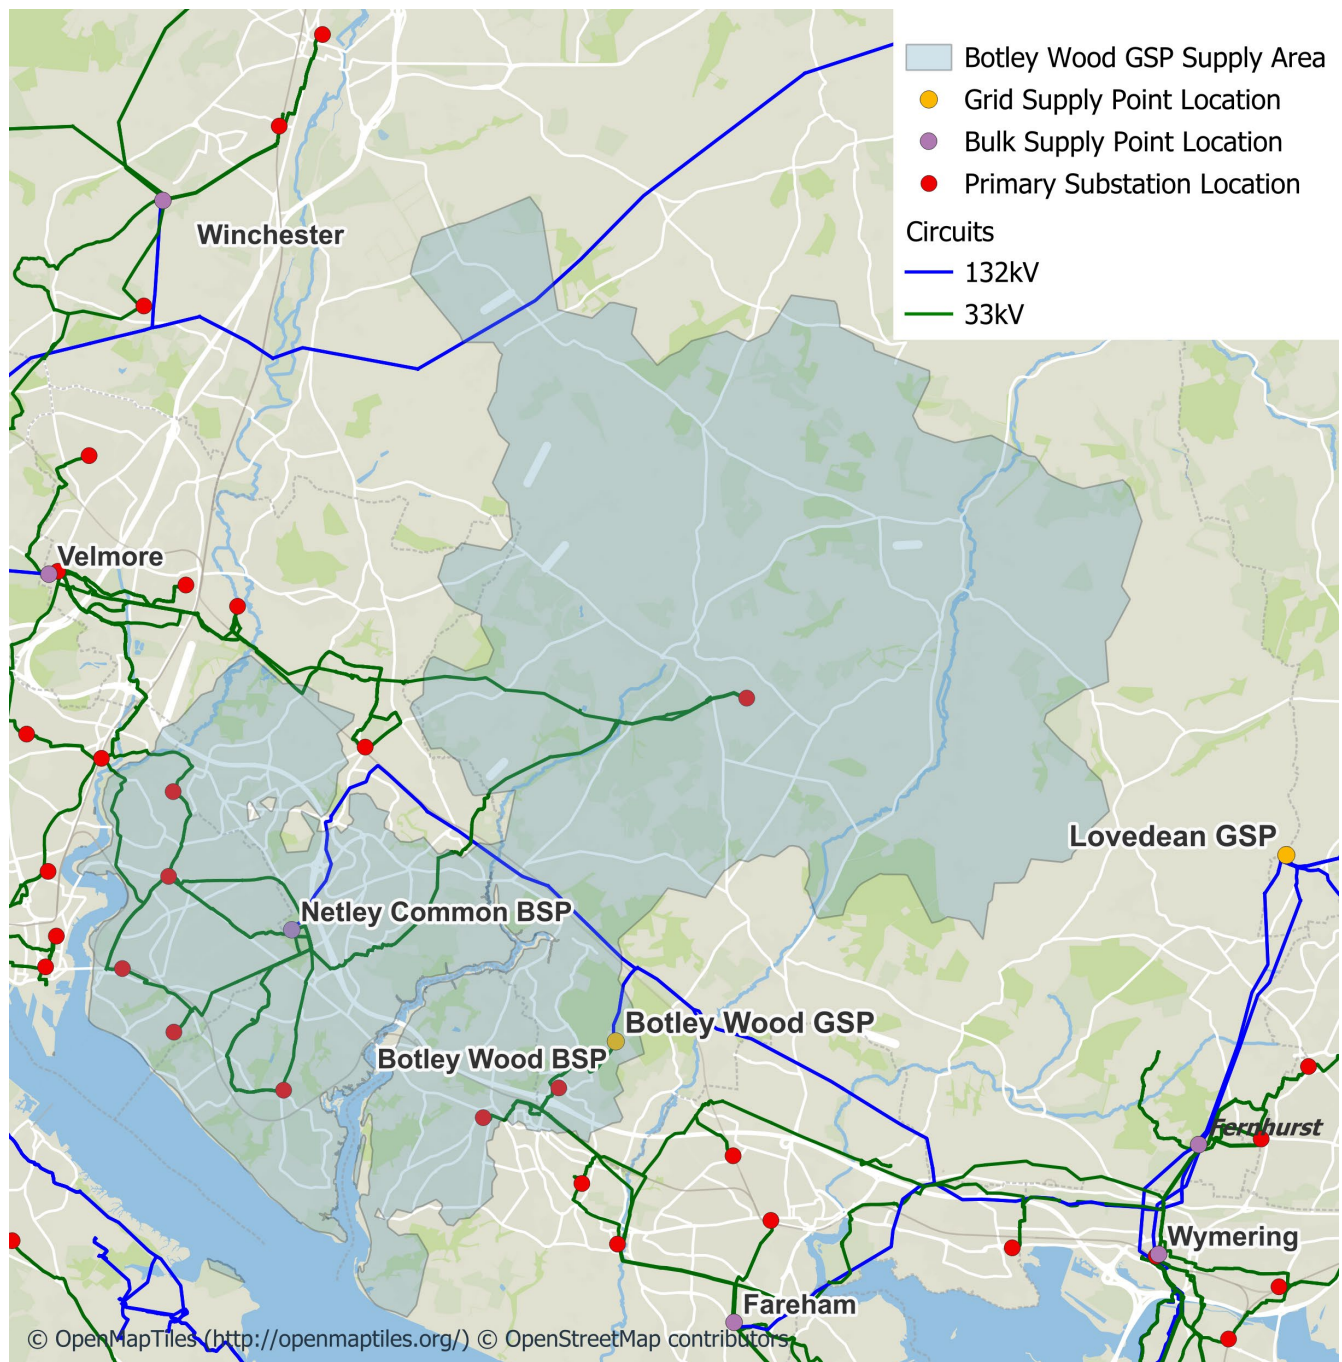 Botley Wood GSP Supply Area
Grid Supply Point Location
Bulk Supply Point Location
Primary Substation Location
Circuits
132kV
33kV
Winchester
Velmore
Lovedean GSP
Netley Common BSP
Botley Wood GSP
Botley Wood BSP
Fernhurst
Wymering
Fareham
© OpenMapTiles (http://openmaptiles.org/) © OpenStreetMap contributors